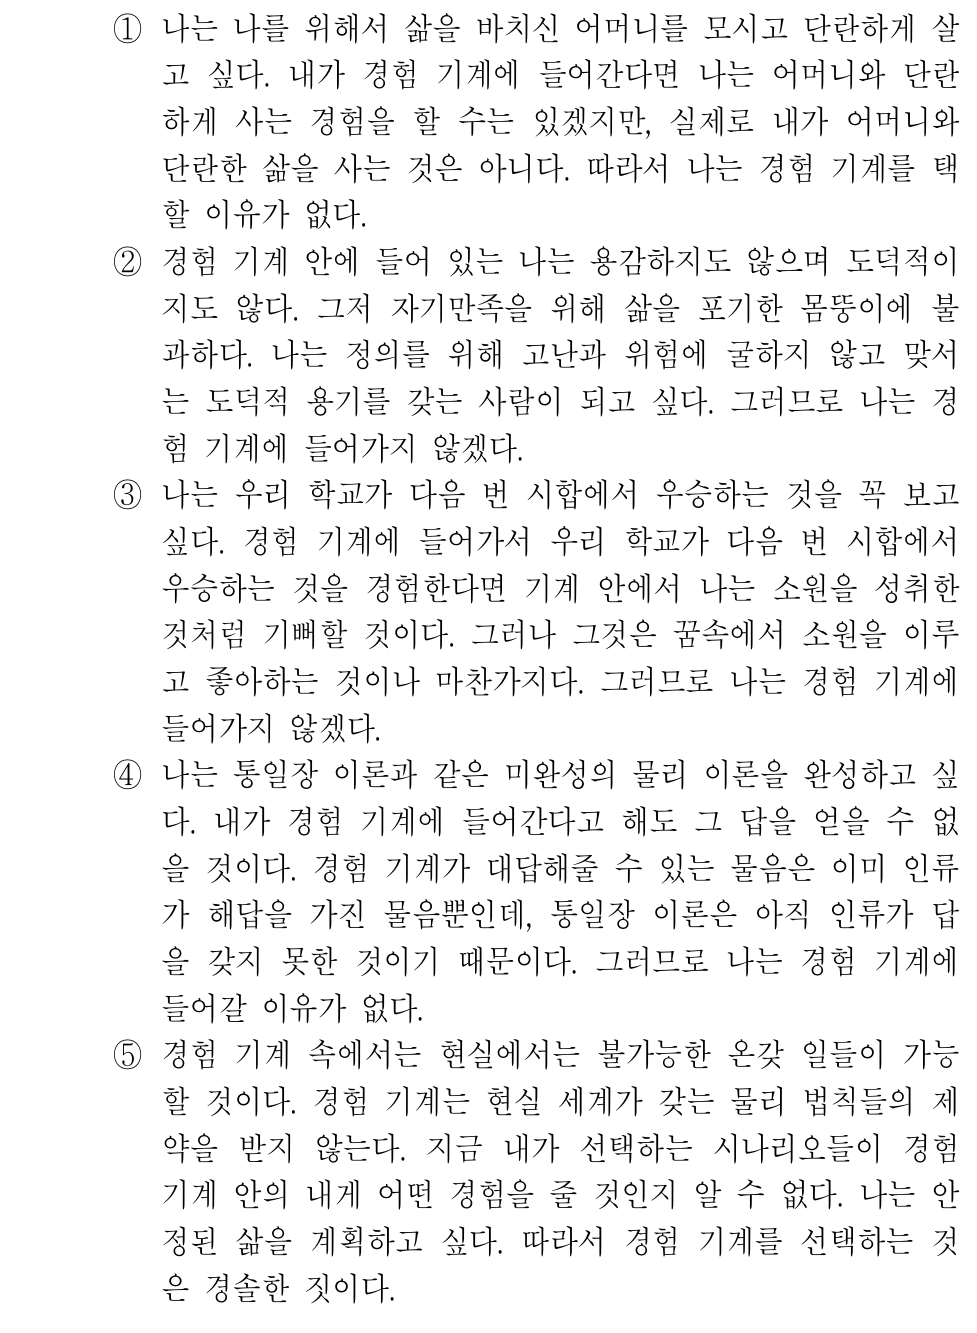 ① 나는 나를 위해서 삶을 바치신 어머니를 모시고 단란하게 살
고 싶다. 내가 경험 기계에 들어간다면 나는 어머니와 단란
하게 사는 경험을 할 수는 있겠지만, 실제로 내가 어머니와
단란한 삶을 사는 것은 아니다. 따라서 나는 경험 기계를 택
할 이유가 없다.
② 경험 기계 안에 들어 있는 나는 용감하지도 않으며 도덕적이
지도 않다. 그저 자기만족을 위해 삶을 포기한 몸뚱이에 불
과하다. 나는 정의를 위해 고난과 위험에 굴하지 않고 맞서
는 도덕적 용기를 갖는 사람이 되고 싶다. 그러므로 나는 경
험 기계에 들어가지 않겠다.
③ 나는 우리 학교가 다음 번 시합에서 우승하는 것을 꼭 보고
싶다. 경험 기계에 들어가서 우리 학교가 다음 번 시합에서
우승하는 것을 경험한다면 기계 안에서 나는 소원을 성취한
것처럼 기뻐할 것이다. 그러나 그것은 꿈속에서 소원을 이루
고 좋아하는 것이나 마찬가지다. 그러므로 나는 경험 기계에
들어가지 않겠다.
④ 나는 통일장 이론과 같은 미완성의 물리 이론을 완성하고 싶
다. 내가 경험 기계에 들어간다고 해도 그 답을 얻을 수 없
을 것이다. 경험 기계가 대답해줄 수 있는 물음은 이미 인류
가 해답을 가진 물음뿐인데, 통일장 이론은 아직 인류가 답
을 갖지 못한 것이기 때문이다. 그러므로 나는 경험 기계에
들어갈 이유가 없다.
⑤ 경험 기계 속에서는 현실에서는 불가능한 온갖 일들이 가능
할 것이다. 경험 기계는 현실 세계가 갖는 물리 법칙들의 제
약을 받지 않는다. 지금 내가 선택하는 시나리오들이 경험
기계 안의 내게 어떤 경험을 줄 것인지 알 수 없다. 나는 안
정된 삶을 계획하고 싶다. 따라서 경험 기계를 선택하는 것
은 경솔한 짓이다.